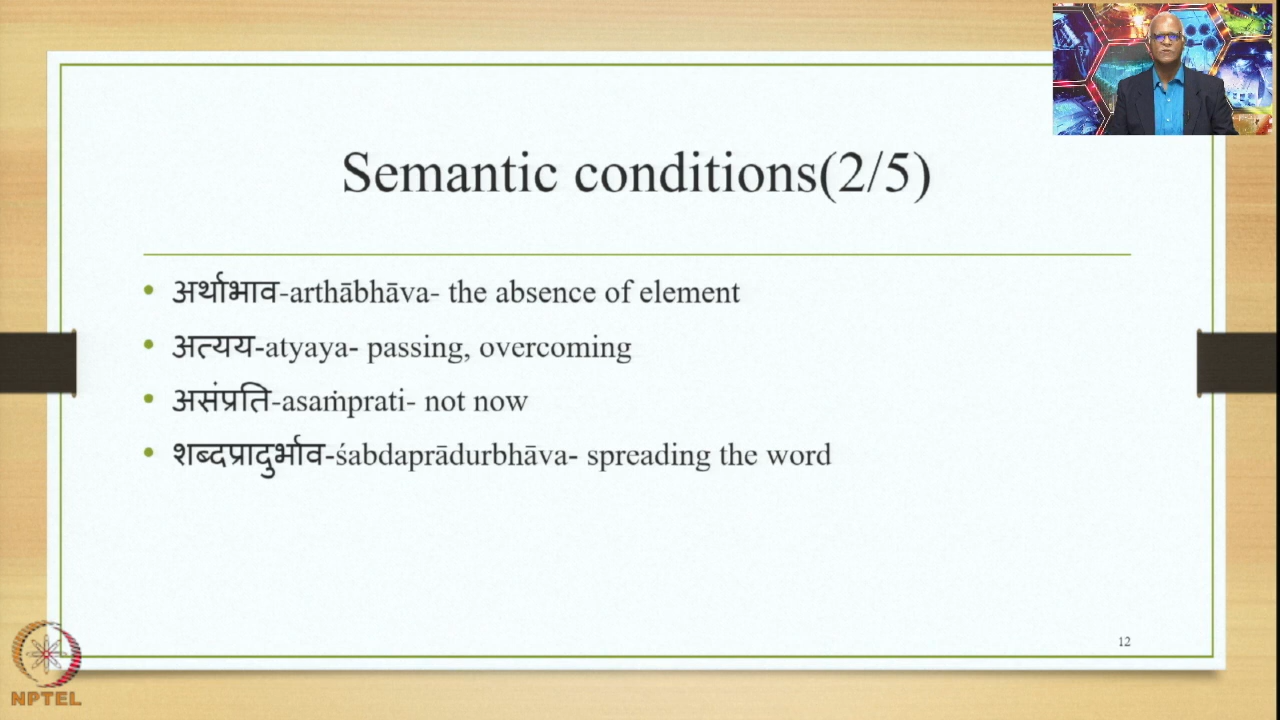 Semantic conditions(2/5)
• अर्थाभाव-arthābhāva- the absence of element
• अत्यय-atyaya- passing, overcoming
• असंप्रति-asaṁprati- not now
• शब्दप्रादुर्भाव-śabdaprādurbhāva- spreading the word
12
NPTEL